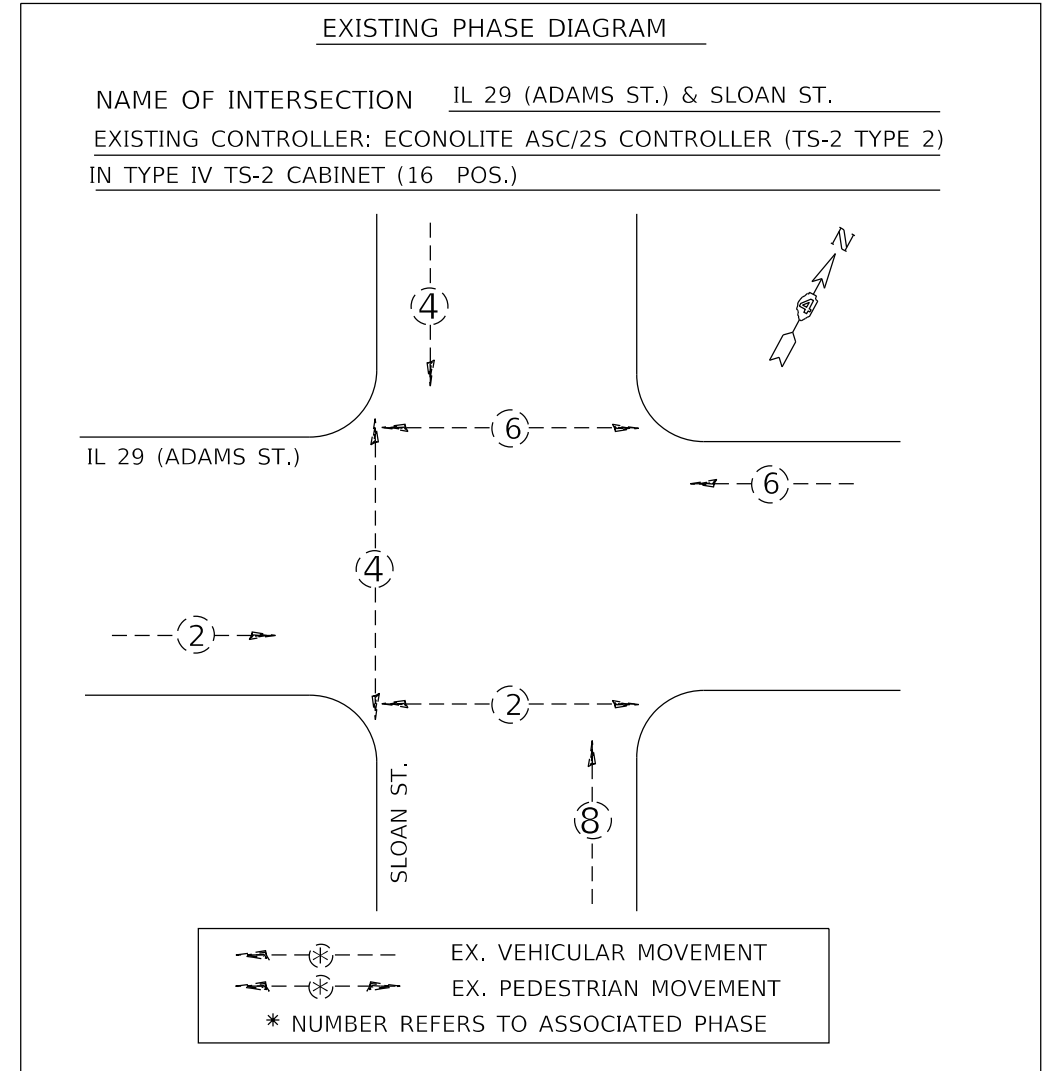 EXISTING PHASE DIAGRAM
NAME OF INTERSECTION IL 29 (ADAMS ST.) & SLOAN ST.
EXISTING CONTROLLER: ECONOLITE ASC/2S CONTROLLER (TS-2 TYPE 2)
IN TYPE IV TS-2 CABINET (16 POS.)
N
4
4
6
IL 29 (ADAMS ST.)
6
4
2
2
SLOAN ST.
8
* EX. VEHICULAR MOVEMENT
* EX. PEDESTRIAN MOVEMENT
* NUMBER REFERS TO ASSOCIATED PHASE